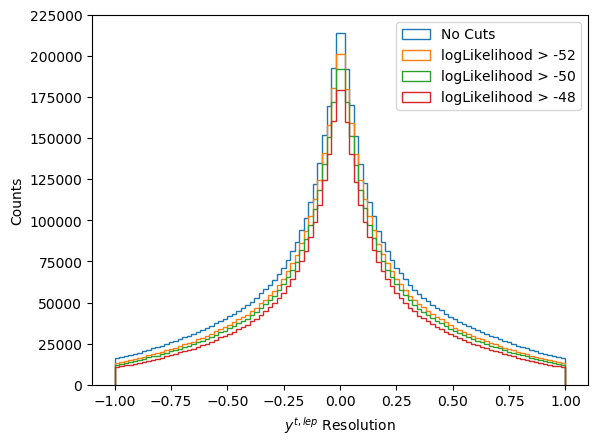 225000
200000
175000
150000
125000
100000
75000
50000
25000
0
Counts
No Cuts
logLikelihood > -52
logLikelihood > -50
logLikelihood > -48
−1.00 −0.75 −0.50 −0.25 0.00 0.25 0.50 0.75 1.00
y^{t, lep} Resolution